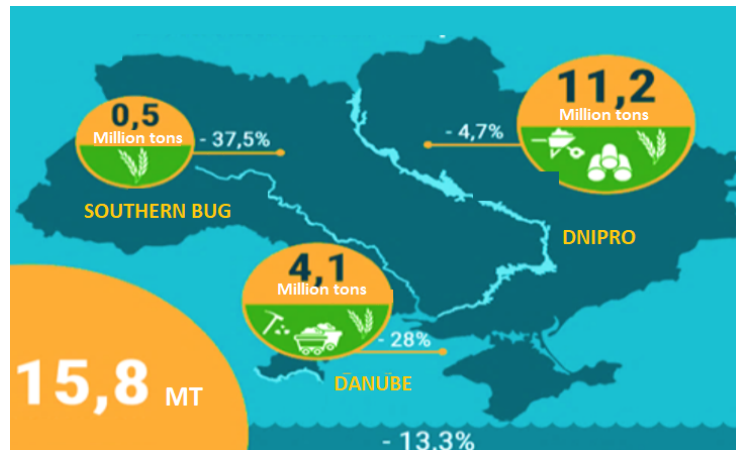 0,5
Million tons
- 37,5%
SOUTHERN BUG
11,2
Million tons
- 4,7%
DNIPRO
4,1
Million tons
- 28%
DANUBE
15,8 MT
- 13,3%